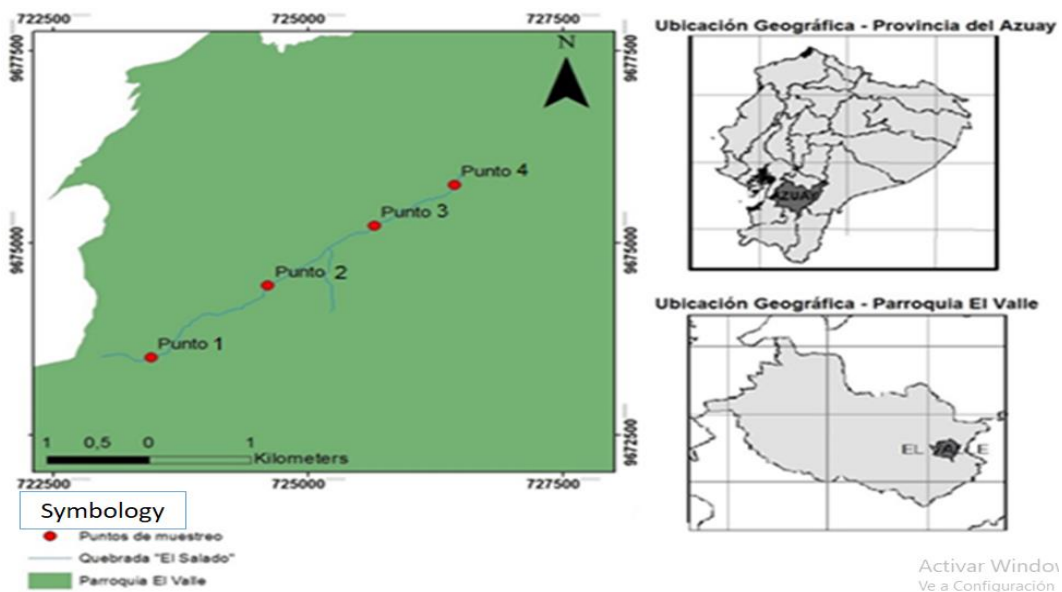 722500 725000 727500
9677500 9677500
N
Punto 4
Punto 3
9675000 9675000
Punto 2
Punto 1
9672500
1 0,5 0 1
Kilometers
722500 725000 727500
Symbology
Puntos de muestreo
Quebrada "El Salado"
Parroquia El Valle
Ubicación Geográfica - Provincia del Azuay
AZUAY
Ubicación Geográfica - Parroquia El Valle
EL VALLE
Activar Window
Ve a Configuración